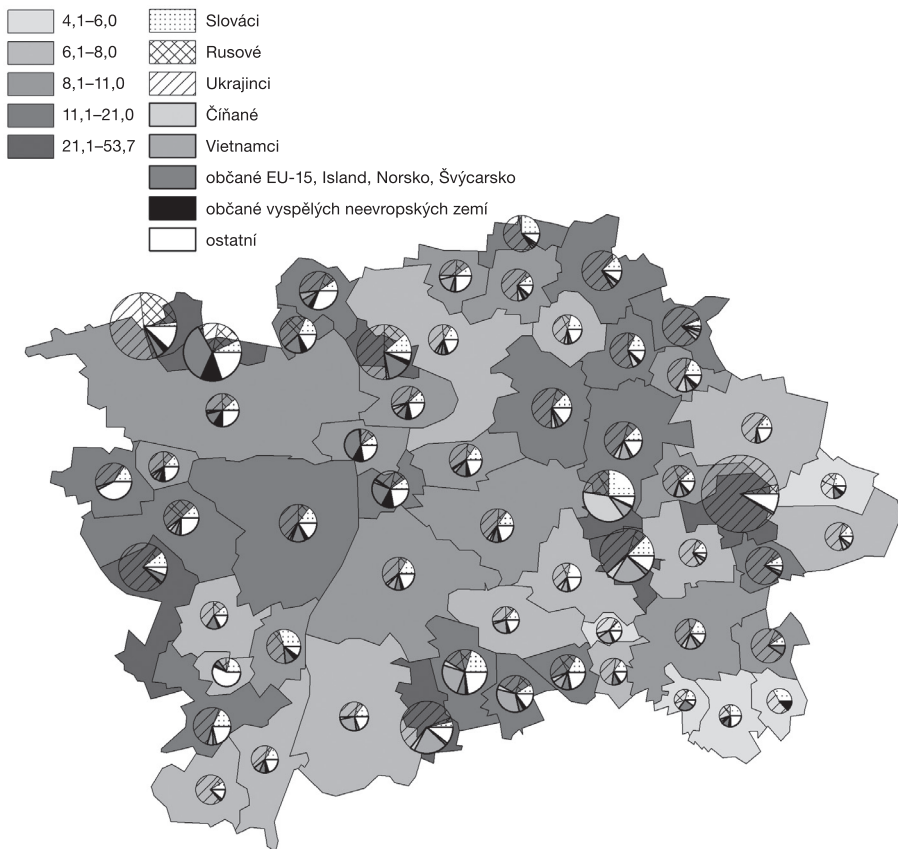 4,1–6,0
6,1–8,0
8,1–11,0
11,1–21,0
21,1–53,7
Slováci
Rusové
Ukrajinci
Číňané
Vietnamci
občané EU-15, Island, Norsko, Švýcarsko
občané vyspělých neevropských zemí
ostatní